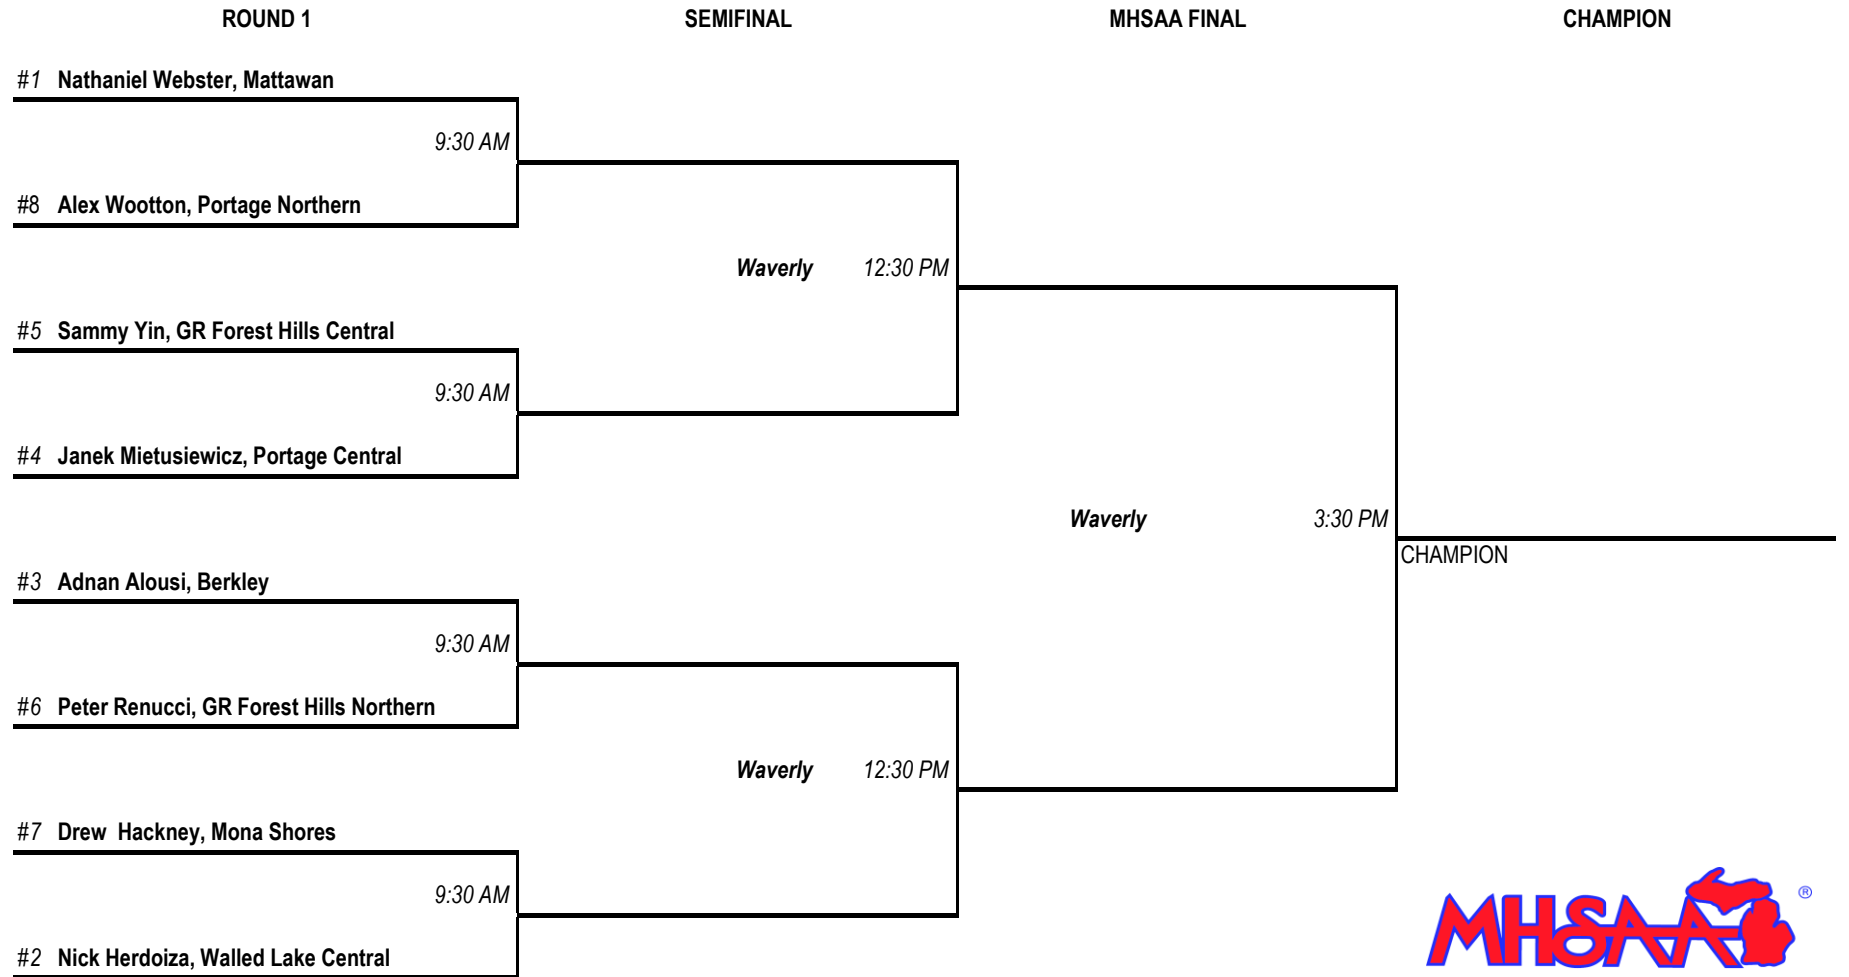 ROUND 1 SEMIFINAL MHSAA FINAL CHAMPION
#1 Nathaniel Webster, Mattawan
9:30 AM
#8 Alex Wootton, Portage Northern
Waverly 12:30 PM
#5 Sammy Yin, GR Forest Hills Central
9:30 AM
#4 Janek Mietusiewicz, Portage Central
Waverly 3:30 PM
CHAMPION
#3 Adnan Alousi, Berkley
9:30 AM
#6 Peter Renucci, GR Forest Hills Northern
Waverly 12:30 PM
#7 Drew  Hackney, Mona Shores
9:30 AM
#2 Nick Herdoiza, Walled Lake Central
MHSAA ®